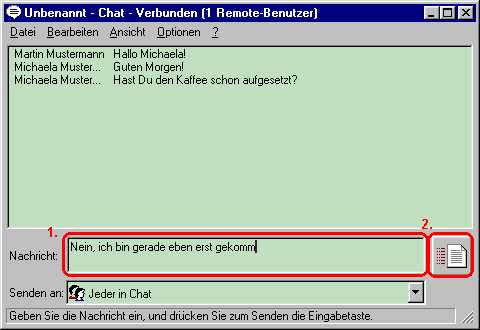 Unbenannt - Chat - Verbunden (1 Remote-Benutzer)
Datei Bearbeiten Ansicht Optionen ?
Martin Mustermann Hallo Michaela!
Michaela Muster... Guten Morgen!
Michaela Muster... Hast Du den Kaffee schon aufgesetzt?
1. 2.
Nachricht: Nein, ich bin gerade eben erst gekomm
Senden an: Jeder in Chat
Geben Sie die Nachricht ein, und drücken Sie zum Senden die Eingabetaste.